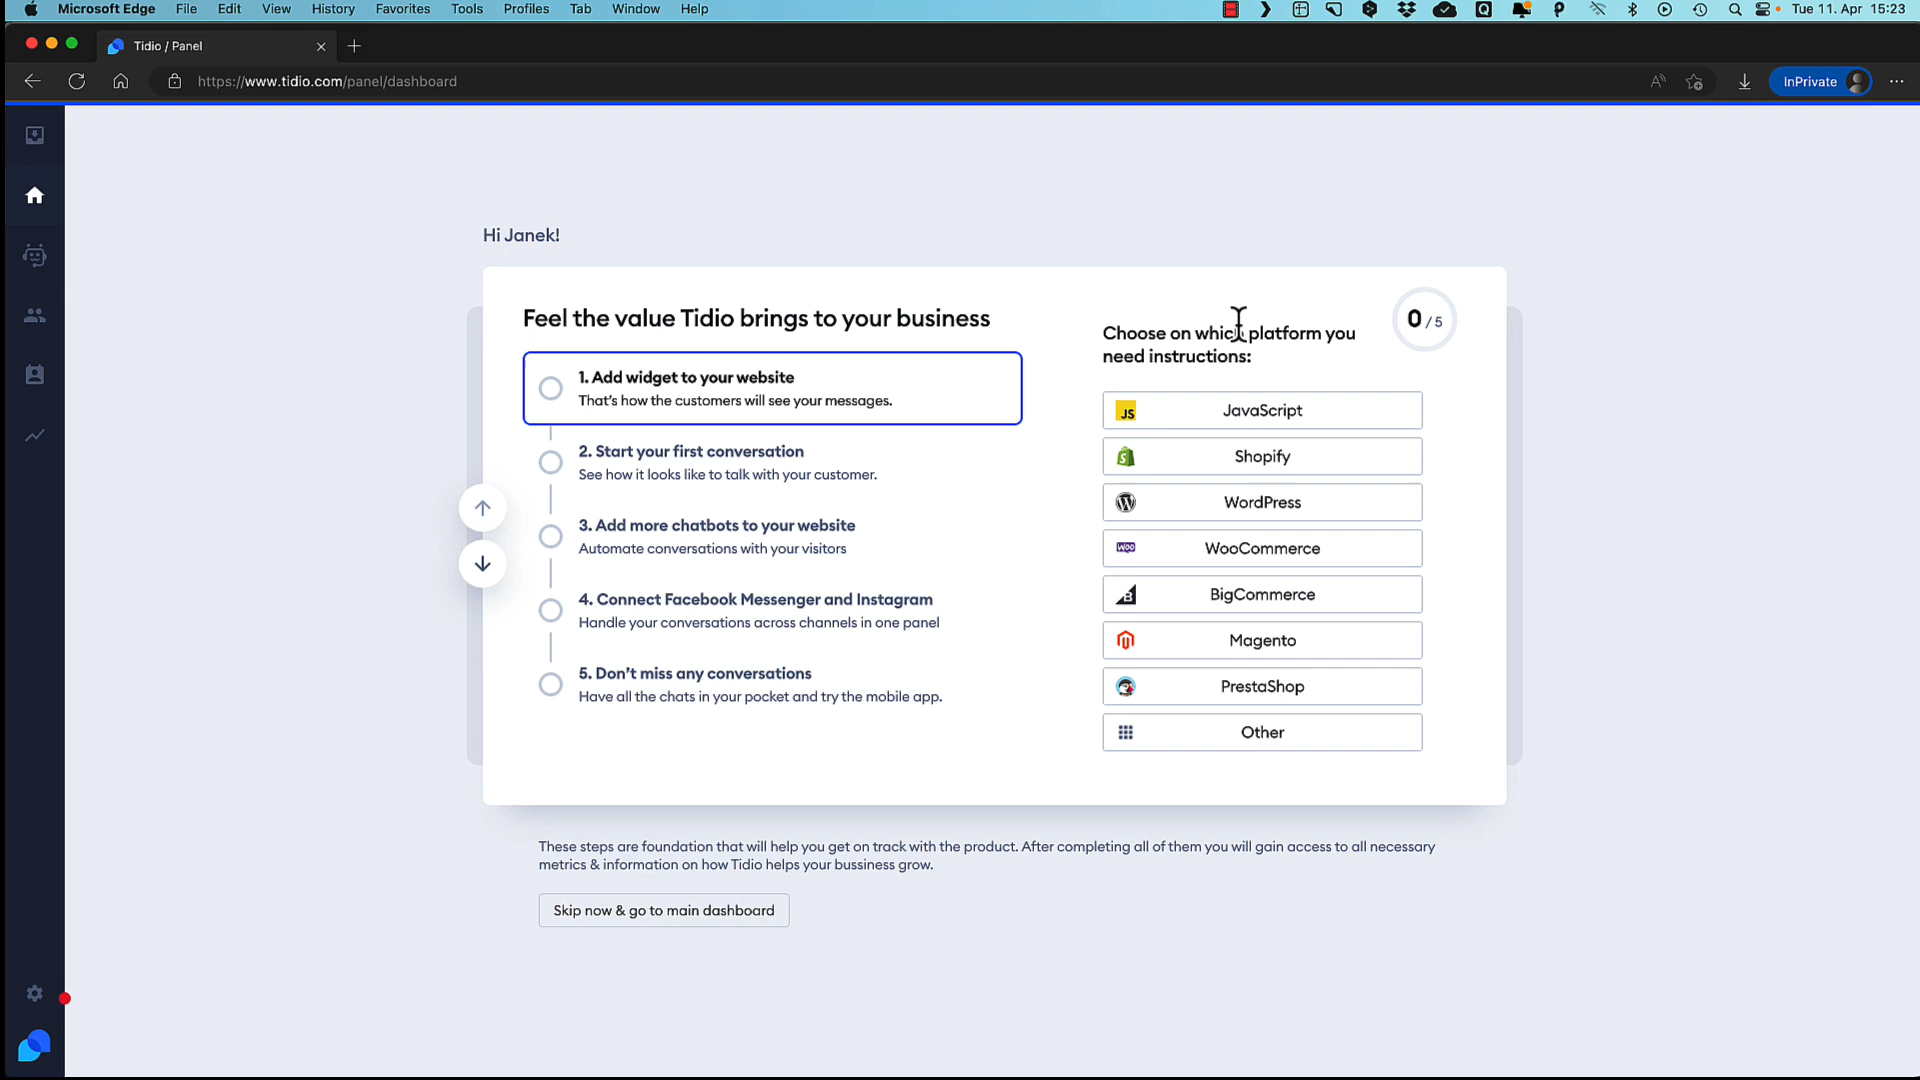 Microsoft Edge File Edit View History Favorites Tools Profiles Tab Window Help Tue 11. Apr 15:23
Tidio / Panel
https://www.tidio.com/panel/dashboard InPrivate
Hi Janek!
Feel the value Tidio brings to your business
1. Add widget to your website
That's how the customers will see your messages.
2. Start your first conversation
See how it looks like to talk with your customer.
3. Add more chatbots to your website
Automate conversations with your visitors
4. Connect Facebook Messenger and Instagram
Handle your conversations across channels in one panel
5. Don't miss any conversations
Have all the chats in your pocket and try the mobile app.
Choose on which platform you
need instructions:
0 / 5
JS JavaScript
Shopify
WordPress
Woo WooCommerce
BigCommerce
Magento
PrestaShop
Other
These steps are foundation that will help you get on track with the product. After completing all of them you will gain access to all necessary
metrics & information on how Tidio helps your bussiness grow.
Skip now & go to main dashboard